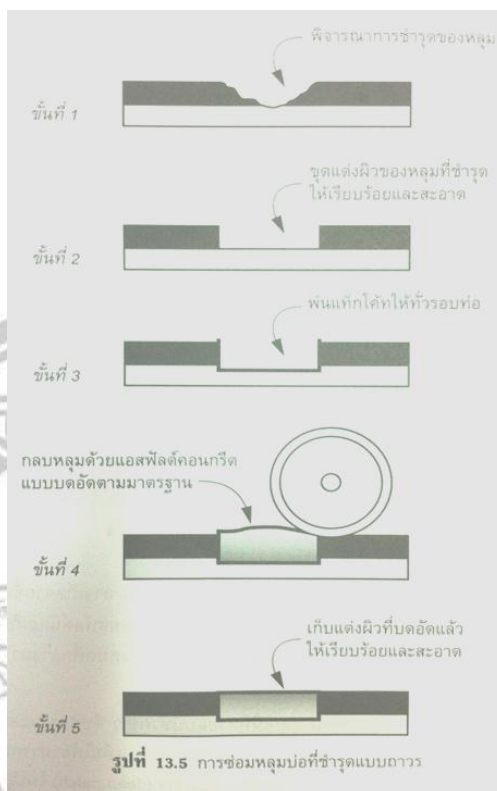 พิจารณาการชำรุดของหลุม
ขั้นที่ 1
ขุดแต่งผิวของหลุมที่ชำรุด
ให้เรียบร้อยและสะอาด
ขั้นที่ 2
พ่นแท็กโค้ทให้ทั่วรอบท่อ
ขั้นที่ 3
กลบหลุมด้วยแอสฟัลต์คอนกรีต
แบบบดอัดตามมาตรฐาน
ขั้นที่ 4
เก็บแต่งผิวที่บดอัดแล้ว
ให้เรียบร้อยและสะอาด
ขั้นที่ 5
รูปที่ 13.5 การซ่อมหลุมบ่อที่ชำรุดแบบถาวร